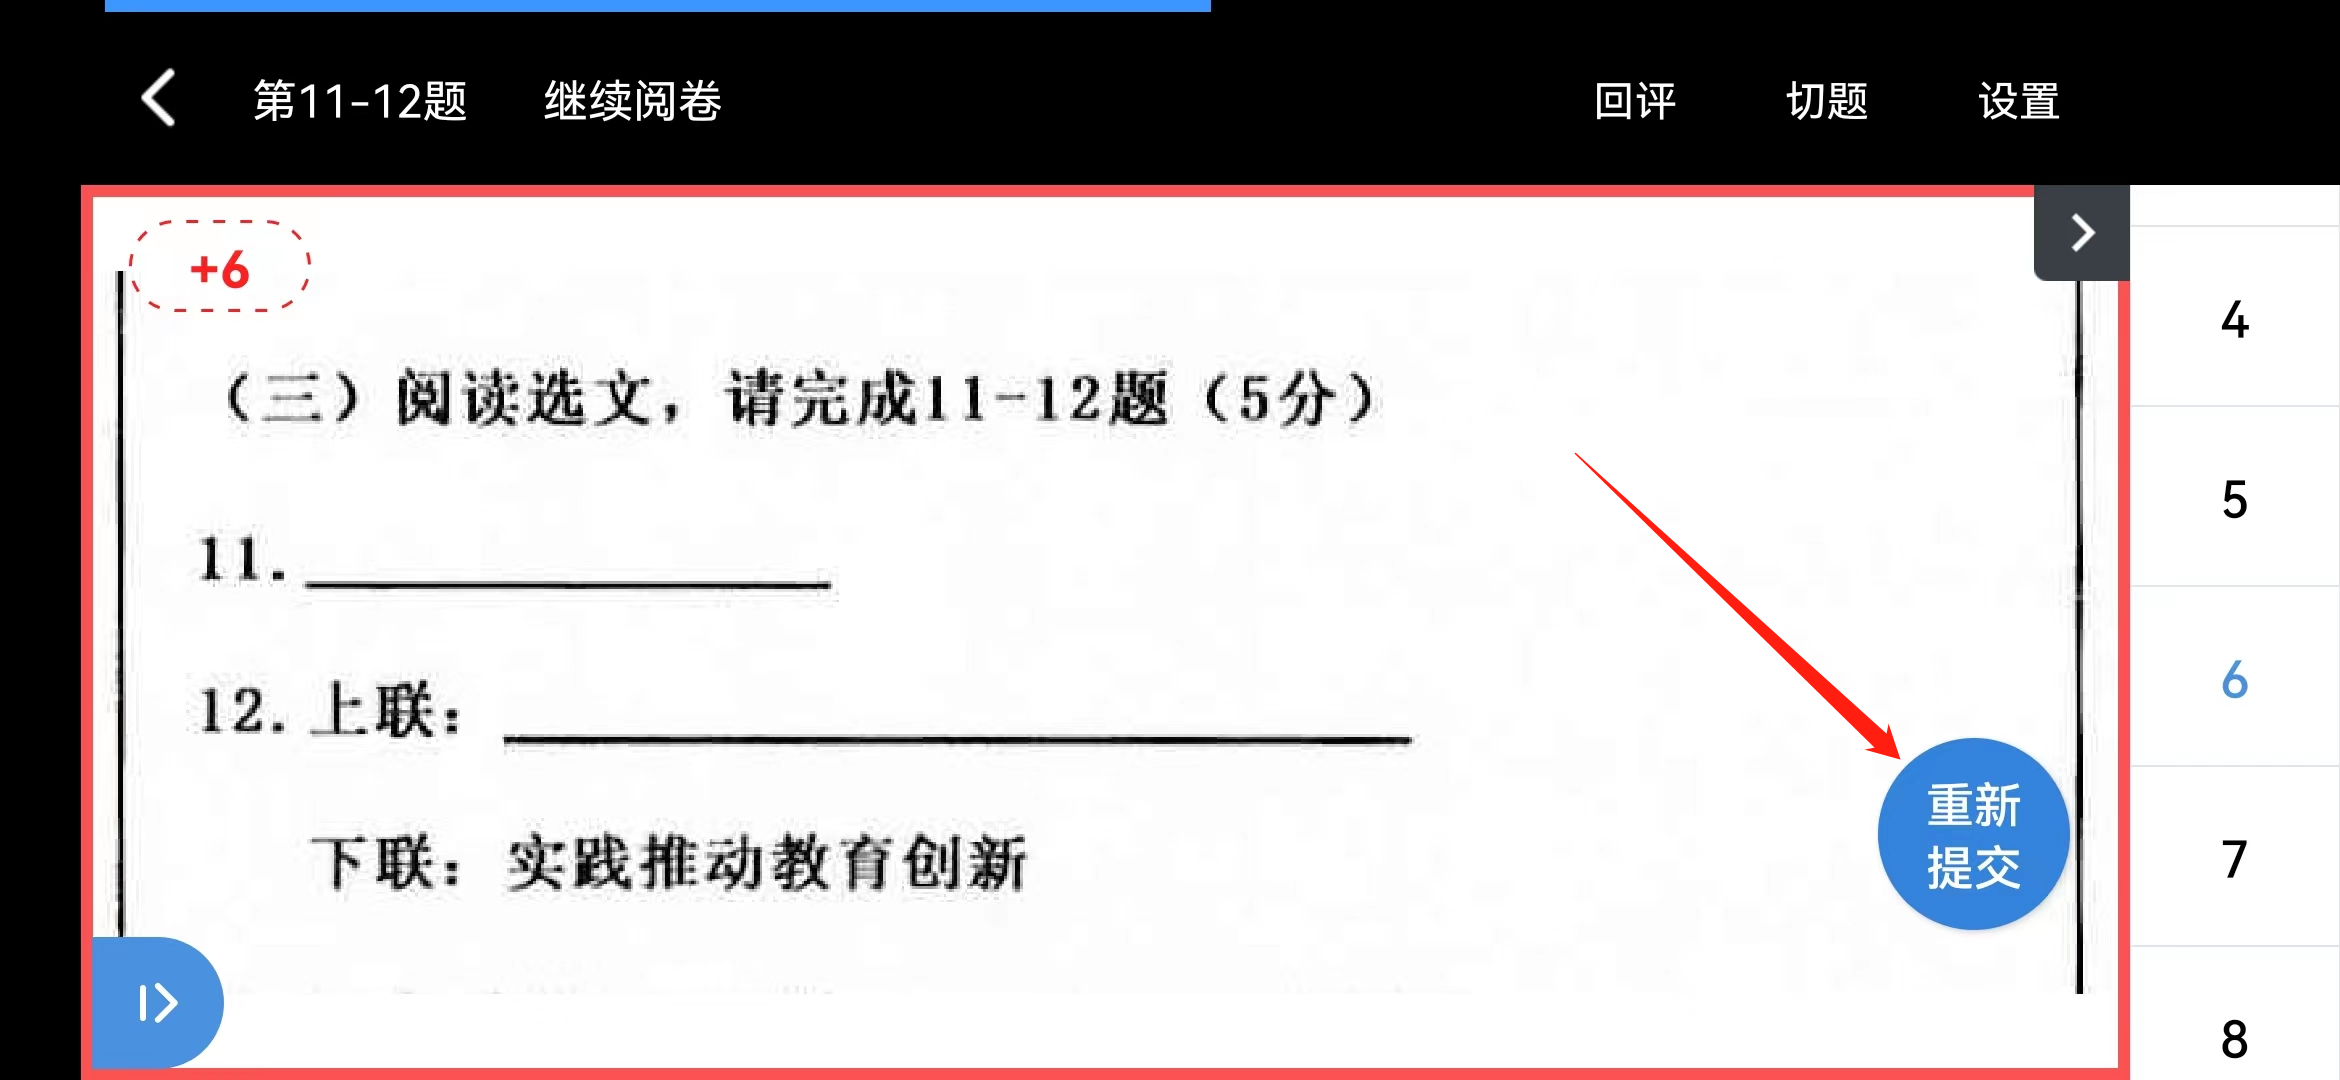 第11-12题 继续阅卷 回评 切题 设置
+6
（三）阅读选文，请完成11-12题（5分）
11.
12. 上联：
下联：实践推动教育创新
重新
提交
4
5
6
7
8